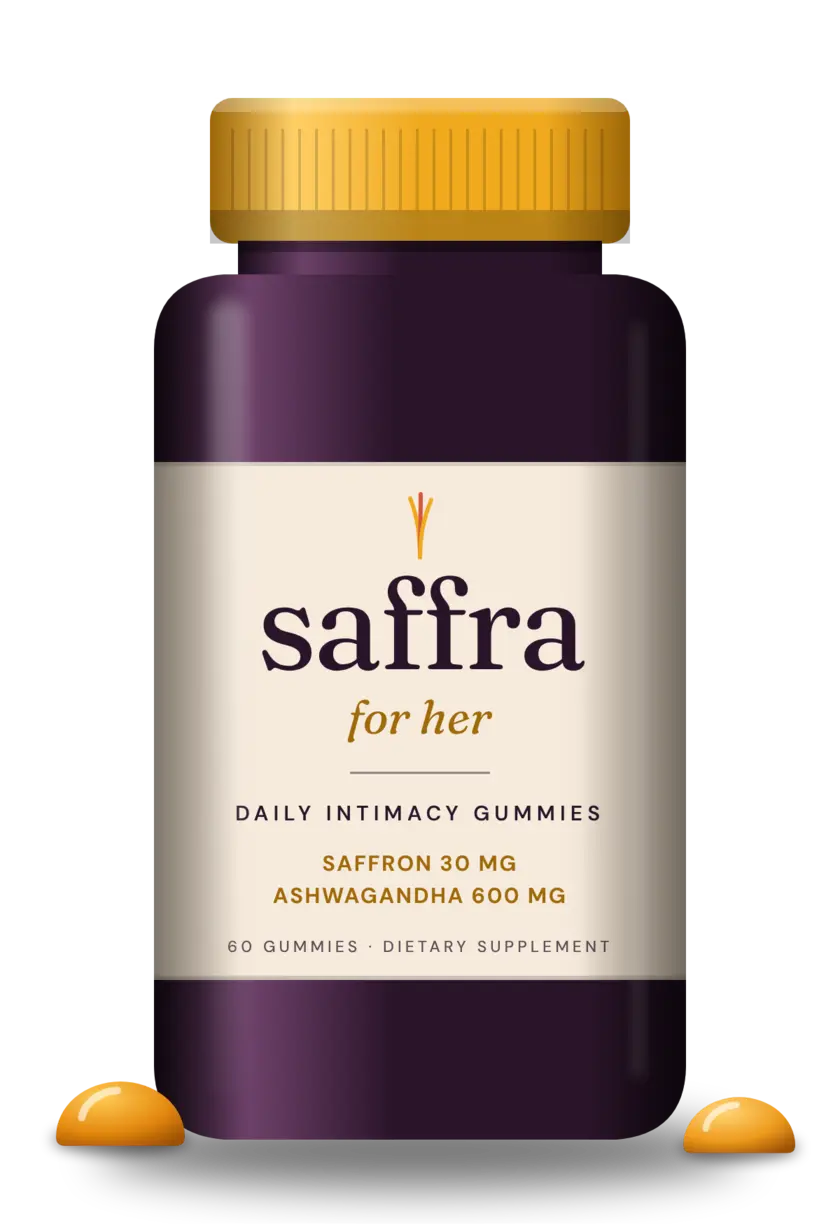 saffra
for her
DAILY INTIMACY GUMMIES
SAFFRON 30 MG
ASHWAGANDHA 600 MG
60 GUMMIES · DIETARY SUPPLEMENT